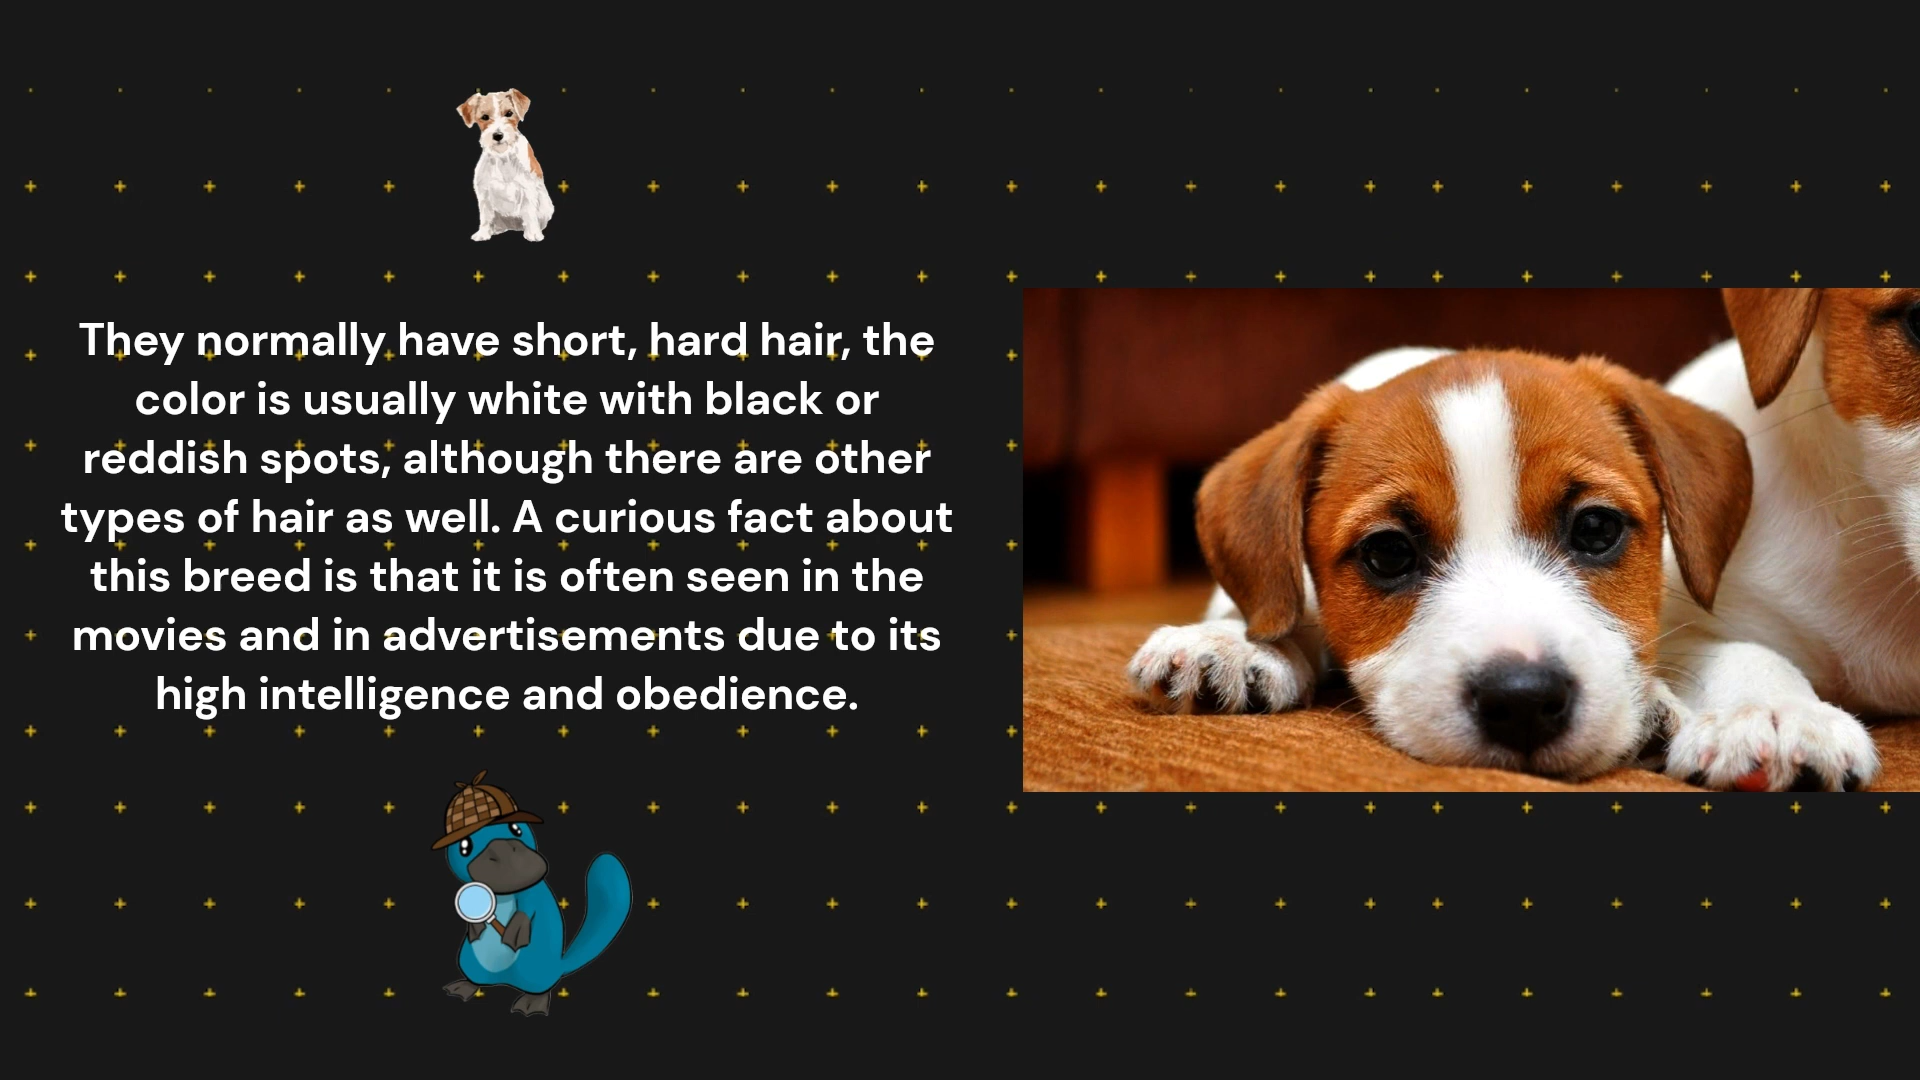 They normally have short, hard hair, the
color is usually white with black or
reddish spots, although there are other
types of hair as well. A curious fact about
this breed is that it is often seen in the
movies and in advertisements due to its
high intelligence and obedience.